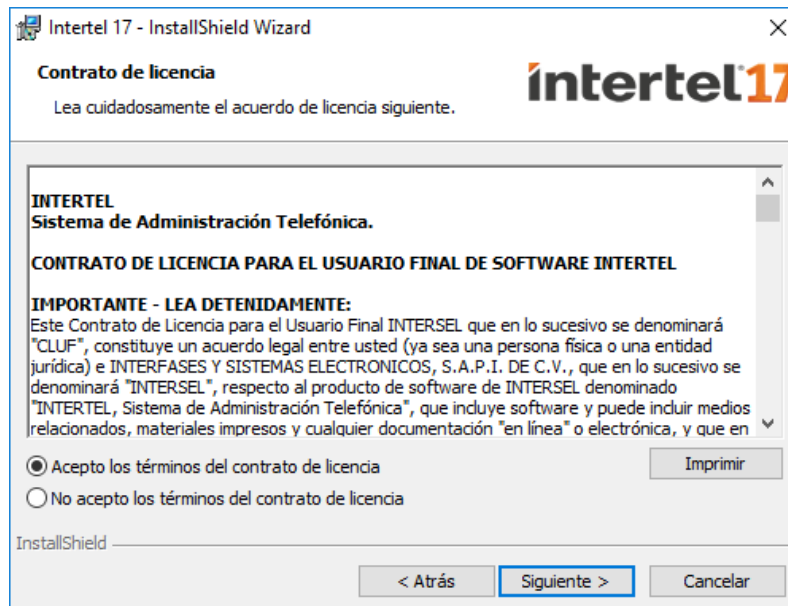 Intertel 17 - InstallShield Wizard
Contrato de licencia
Lea cuidadosamente el acuerdo de licencia siguiente.
intertel 17
INTERTEL
Sistema de Administración Telefónica.
CONTRATO DE LICENCIA PARA EL USUARIO FINAL DE SOFTWARE INTERTEL
IMPORTANTE - LEA DETENIDAMENTE:
Este Contrato de Licencia para el Usuario Final INTERSEL que en lo sucesivo se denominará
"CLUF", constituye un acuerdo legal entre usted (ya sea una persona física o una entidad
jurídica) e INTERFASES Y SISTEMAS ELECTRONICOS, S.A.P.I. DE C.V., que en lo sucesivo se
denominará "INTERSEL", respecto al producto de software de INTERSEL denominado
"INTERTEL, Sistema de Administración Telefónica", que incluye software y puede incluir medios
relacionados, materiales impresos y cualquier documentación "en línea" o electrónica, y que en
Acepto los términos del contrato de licencia
Imprimir
No acepto los términos del contrato de licencia
InstallShield
< Atrás
Siguiente >
Cancelar